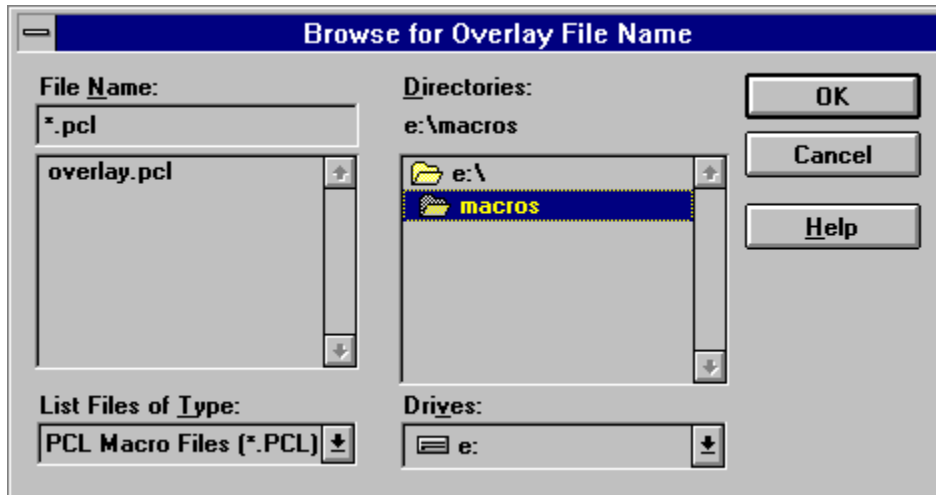 Browse for Overlay File Name
File Name:
*.pcl
overlay.pcl
List Files of Type:
PCL Macro Files (*.PCL)
Directories:
e:\macros
e:\
macros
Drives:
e:
OK
Cancel
Help